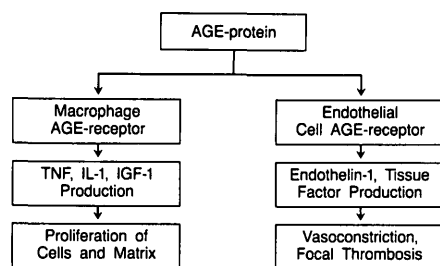 AGE-protein
Macrophage
AGE-receptor
TNF, IL-1, IGF-1
Production
Proliferation of
Cells and Matrix
Endothelial
Cell AGE-receptor
Endothelin-1, Tissue
Factor Production
Vasoconstriction,
Focal Thrombosis